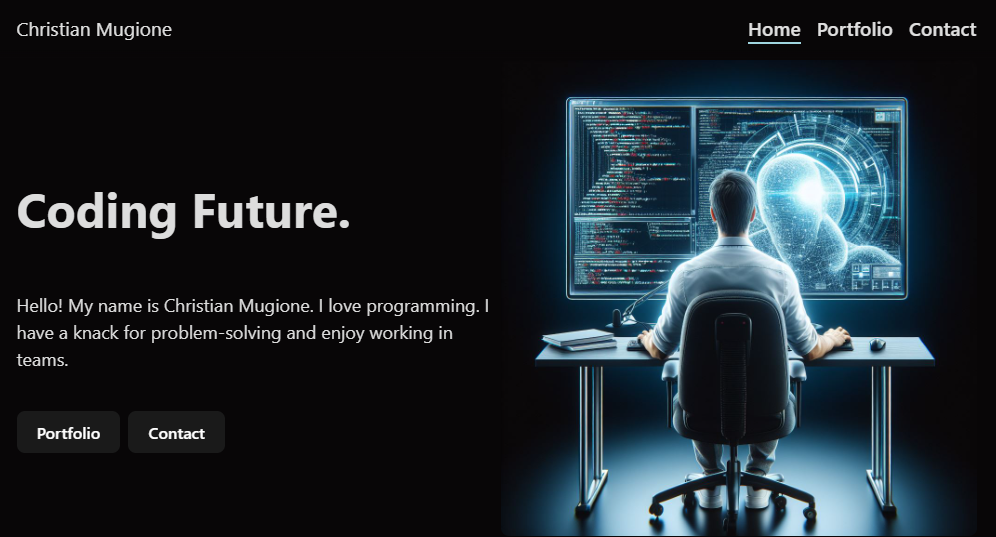 Christian Mugione
Home Portfolio Contact
Coding Future.
Hello! My name is Christian Mugione. I love programming. I
have a knack for problem-solving and enjoy working in
teams.
Portfolio Contact